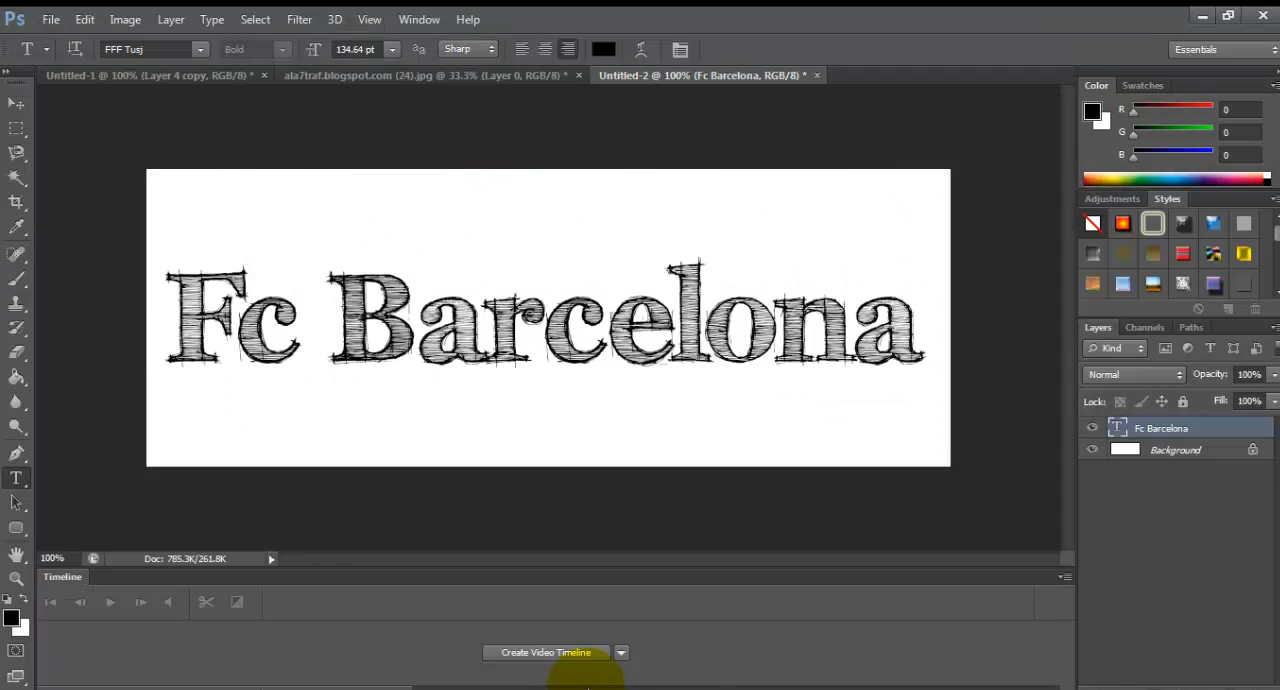 Ps File Edit Image Layer Type Select Filter 3D View Window Help
T FFF Tusj Bold 134.64 pt Sharp Essentials
Untitled-1 @ 100% (Layer 4 copy, RGB/8) * × ala7traf.blogspot.com (24).jpg @ 33.3% (Layer 0, RGB/8) * × Untitled-2 @ 100% (Fc Barcelona, RGB/8) * ×
Color Swatches
R 0
G 0
B 0
Adjustments Styles
Fc Barcelona
Layers Channels Paths
Kind
Normal Opacity: 100%
Lock: Fill: 100%
Fc Barcelona
Background
100% Doc: 785.3K/261.8K
Timeline
Create Video Timeline